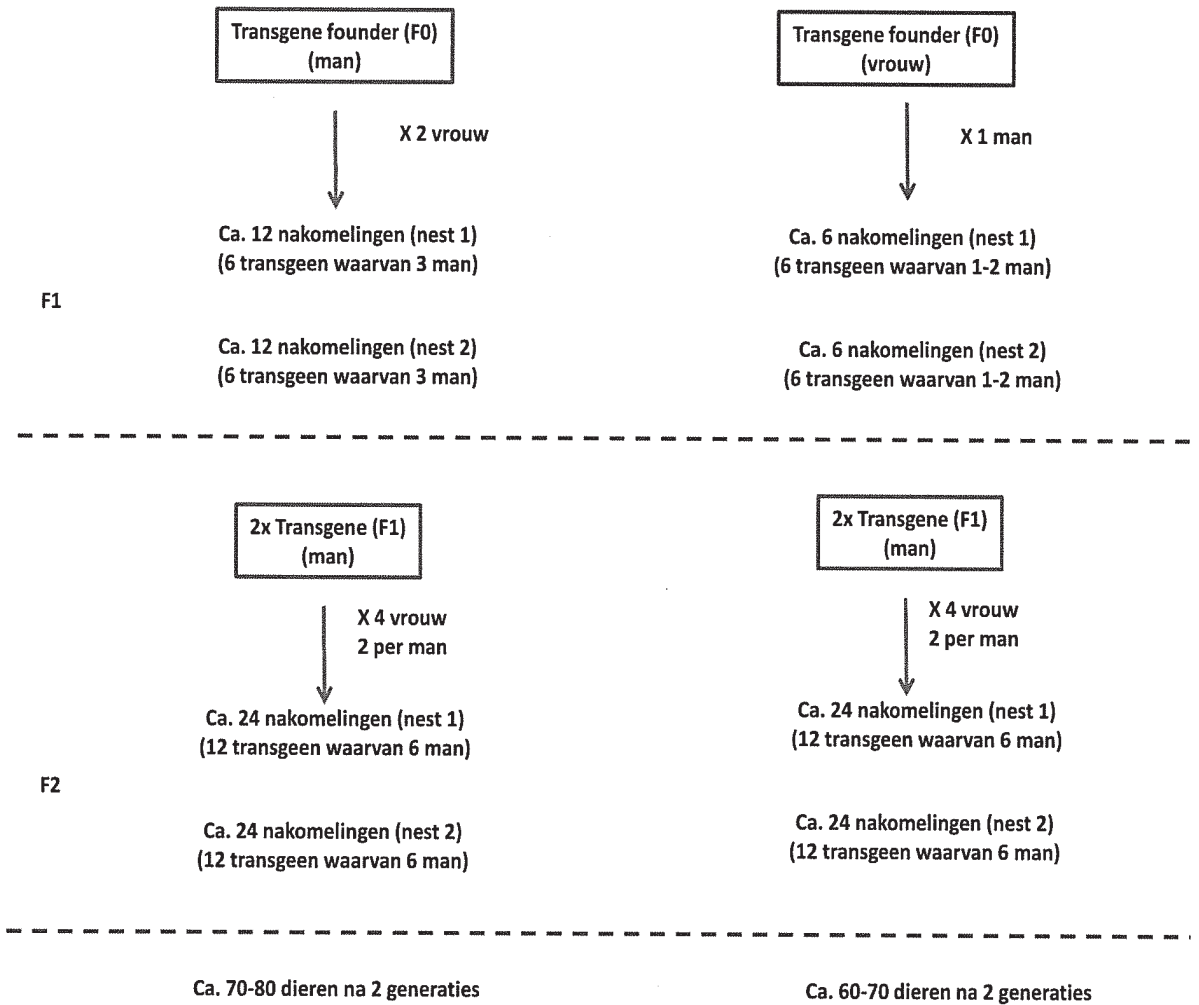 Transgene founder (F0)
(man)
Transgene founder (F0)
(vrouw)
X 2 vrouw
X 1 man
Ca. 12 nakomelingen (nest 1)
(6 transgeen waarvan 3 man)
Ca. 6 nakomelingen (nest 1)
(6 transgeen waarvan 1-2 man)
F1
Ca. 12 nakomelingen (nest 2)
(6 transgeen waarvan 3 man)
Ca. 6 nakomelingen (nest 2)
(6 transgeen waarvan 1-2 man)
2x Transgene (F1)
(man)
2x Transgene (F1)
(man)
X 4 vrouw
2 per man
X 4 vrouw
2 per man
Ca. 24 nakomelingen (nest 1)
(12 transgeen waarvan 6 man)
Ca. 24 nakomelingen (nest 1)
(12 transgeen waarvan 6 man)
F2
Ca. 24 nakomelingen (nest 2)
(12 transgeen waarvan 6 man)
Ca. 24 nakomelingen (nest 2)
(12 transgeen waarvan 6 man)
Ca. 70-80 dieren na 2 generaties
Ca. 60-70 dieren na 2 generaties